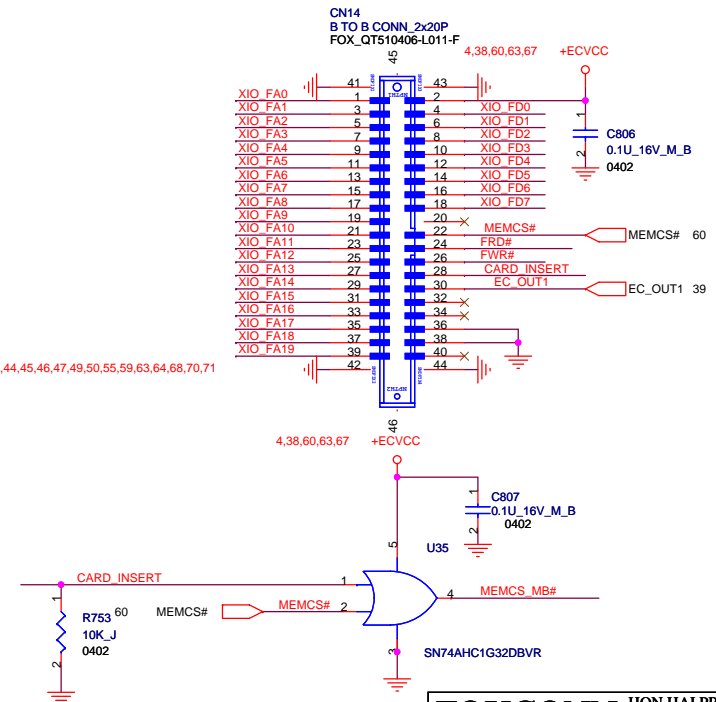 CN14
B TO B CONN_2x20P
FOX_QT510406-L011-F
45
4,38,60,63,67 +ECVCC
41 43
XIO_FA0 1 2
XIO_FA1 3 4 XIO_FD0
XIO_FA2 5 6 XIO_FD1
XIO_FA3 7 8 XIO_FD2
XIO_FA4 9 10 XIO_FD3
XIO_FA5 11 12 XIO_FD4
XIO_FA6 13 14 XIO_FD5
XIO_FA7 15 16 XIO_FD6
XIO_FA8 17 18 XIO_FD7
XIO_FA9 19 20
XIO_FA10 21 22 MEMCS# MEMCS# 60
XIO_FA11 23 24 FRD#
XIO_FA12 25 26 FWR#
XIO_FA13 27 28 CARD_INSERT
XIO_FA14 29 30 EC_OUT1 EC_OUT1 39
XIO_FA15 31 32
XIO_FA16 33 34
XIO_FA17 35 36
XIO_FA18 37 38
XIO_FA19 39 40
42 44
1
C806
0.1U_16V_M_B
2
0402
,44,45,46,47,49,50,55,59,63,64,68,70,71
NPTH2
46
4,38,60,63,67 +ECVCC
1
C807
0.1U_16V_M_B
2
0402
5
U35
CARD_INSERT 1
MEMCS_MB# 4
60 MEMCS# MEMCS# 2
1
R753
10K_J
0402
2
3
SN74AHC1G32DBVR